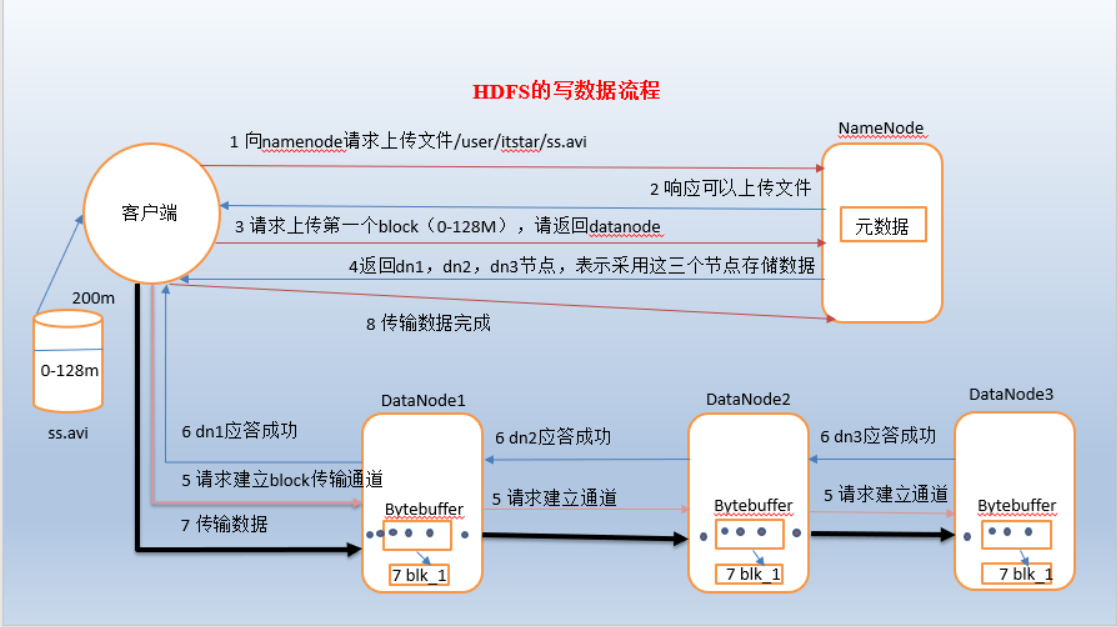 HDFS的写数据流程
NameNode
1 向namenode请求上传文件/user/itstar/ss.avi
2 响应可以上传文件
客户端
3 请求上传第一个block（0-128M），请返回datanode
元数据
4返回dn1，dn2，dn3节点，表示采用这三个节点存储数据
200m
8 传输数据完成
0-128m
ss.avi
DataNode1
DataNode2
DataNode3
6 dn1应答成功
6 dn2应答成功
6 dn3应答成功
5 请求建立block传输通道
5 请求建立通道
5 请求建立通道
7 传输数据
Bytebuffer
Bytebuffer
Bytebuffer
7 blk_1
7 blk_1
7 blk_1